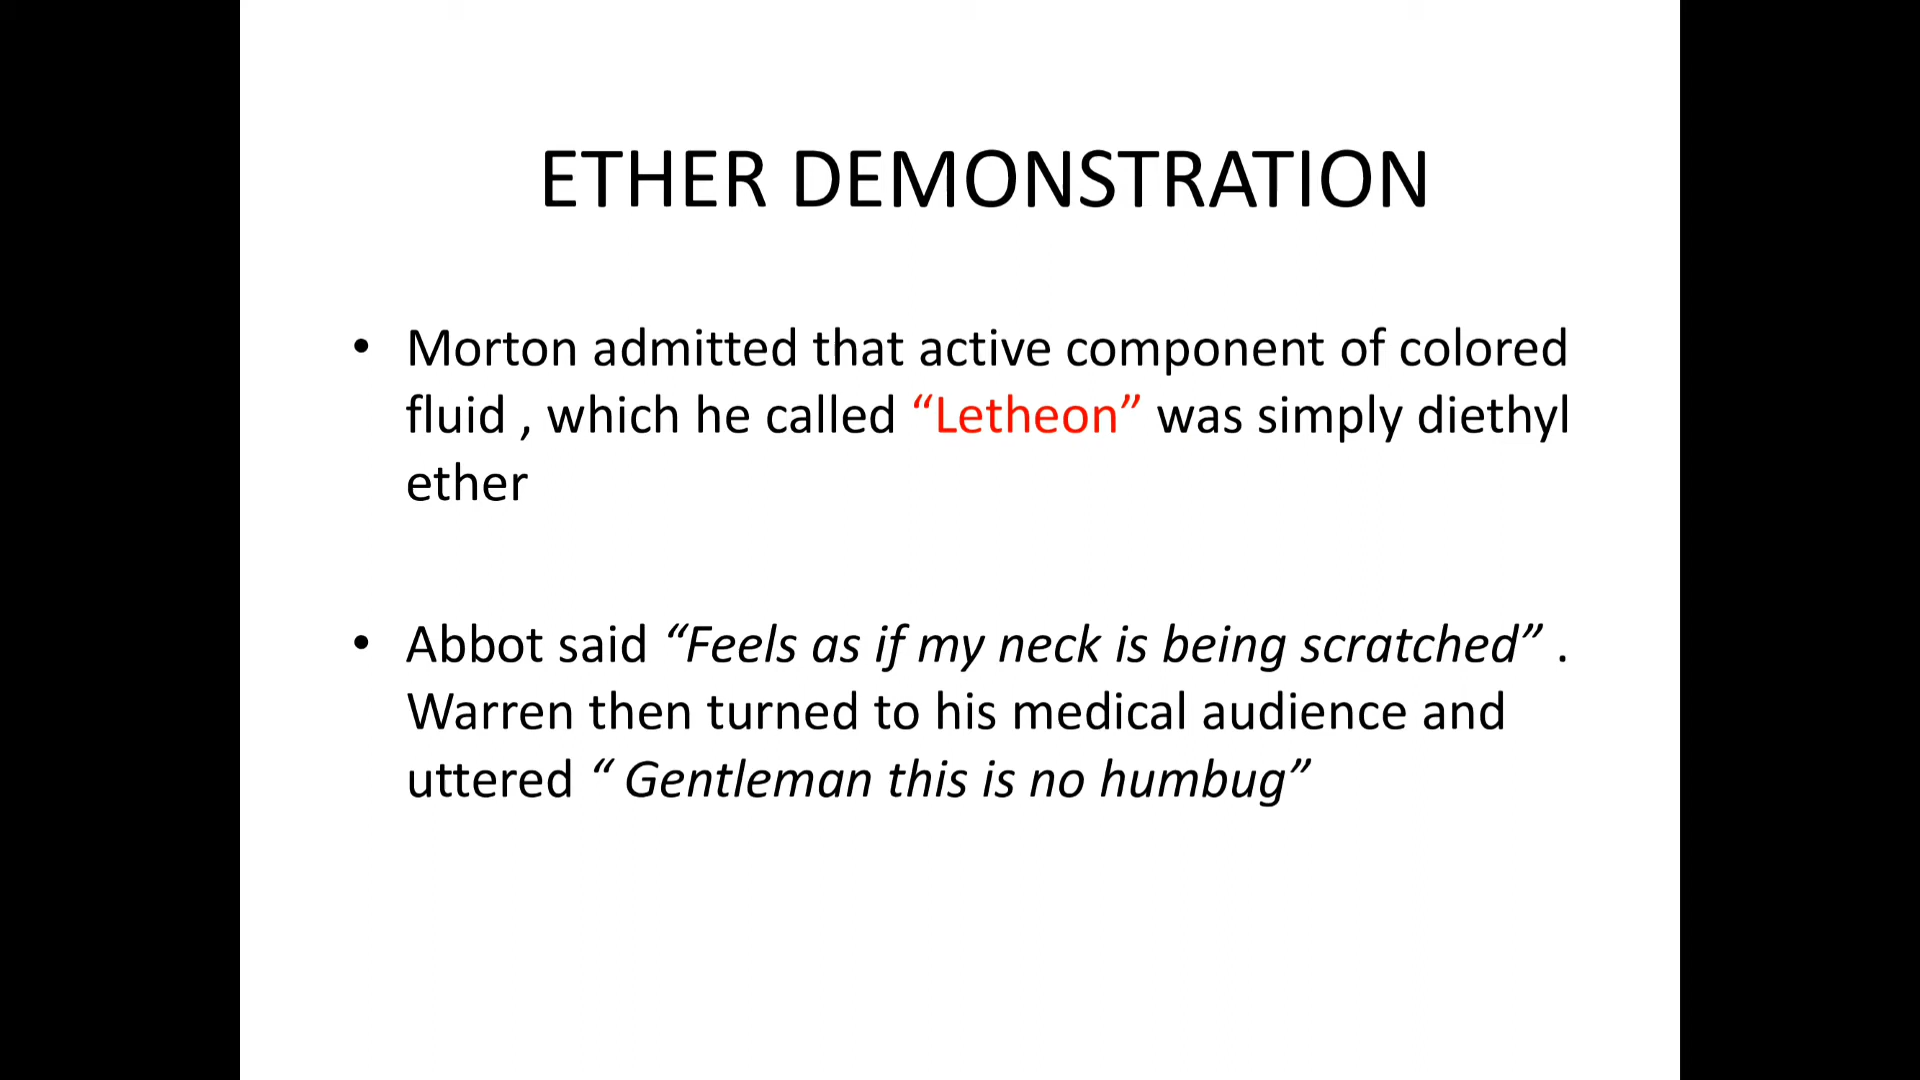 ETHER DEMONSTRATION
• Morton admitted that active component of colored
fluid , which he called “Letheon” was simply diethyl
ether
• Abbot said “Feels as if my neck is being scratched” .
Warren then turned to his medical audience and
uttered “ Gentleman this is no humbug”